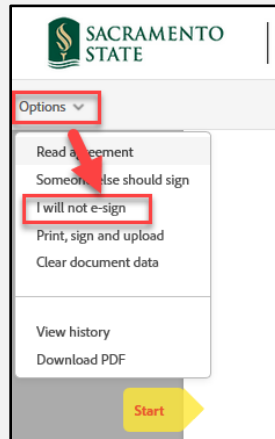 SACRAMENTO
STATE
Options
Read agreement
Someone else should sign
I will not e-sign
Print, sign and upload
Clear document data
View history
Download PDF
Start